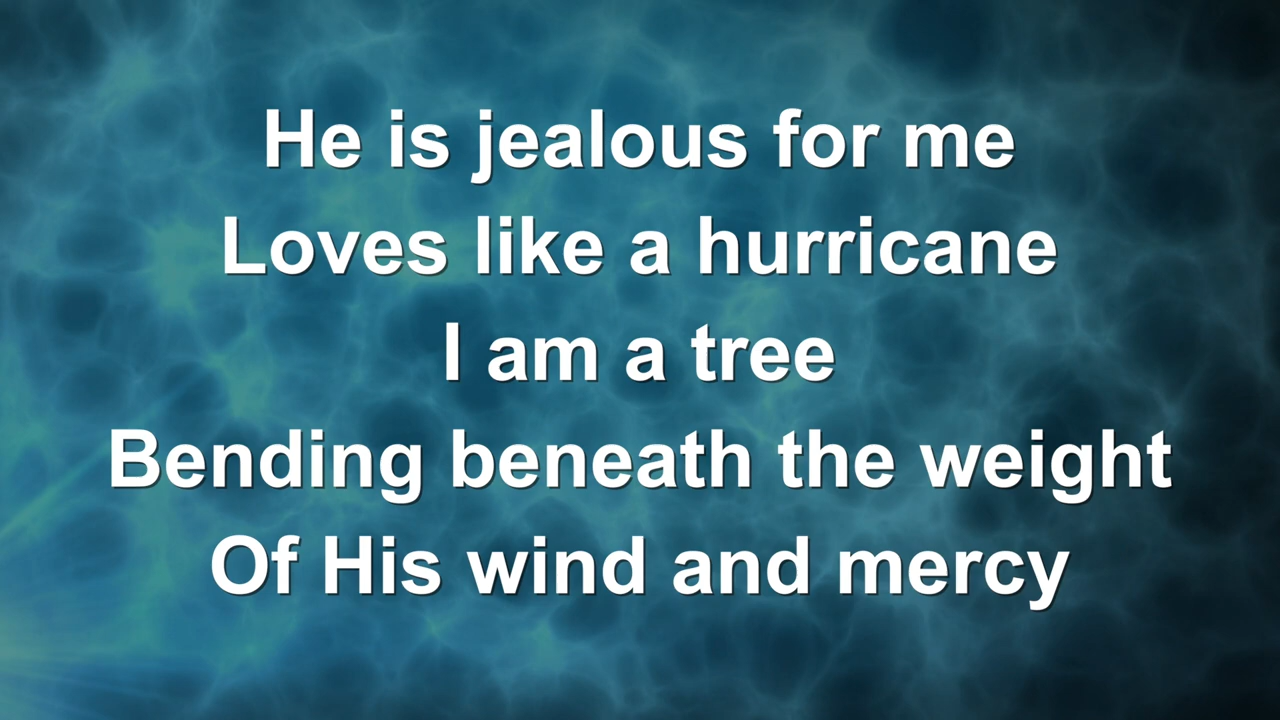 He is jealous for me
Loves like a hurricane
I am a tree
Bending beneath the weight
Of His wind and mercy